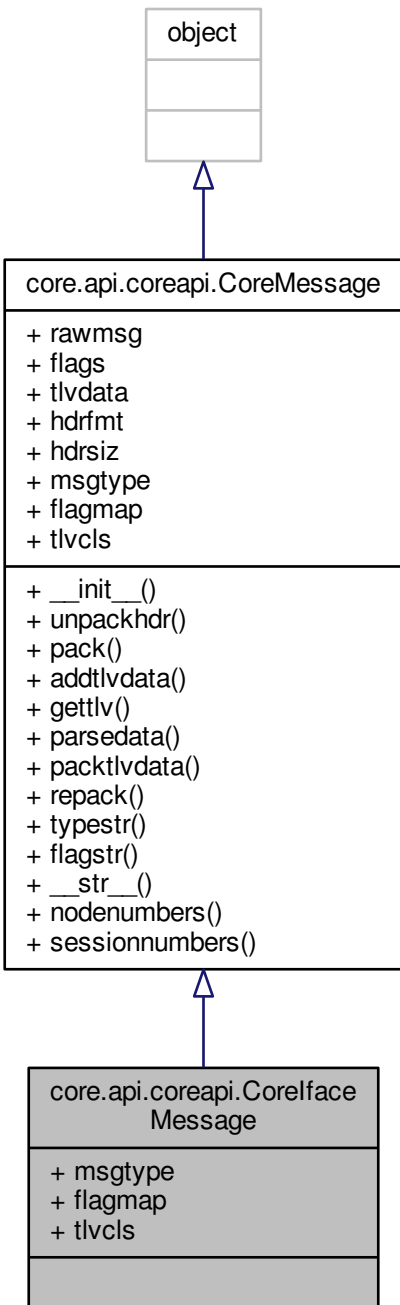 object
core.api.coreapi.CoreMessage
+ rawmsg
+ flags
+ tlvdata
+ hdrfmt
+ hdrsiz
+ msgtype
+ flagmap
+ tlvcls
+ __init__()
+ unpackhdr()
+ pack()
+ addtlvdata()
+ gettlv()
+ parsedata()
+ packtlvdata()
+ repack()
+ typestr()
+ flagstr()
+ __str__()
+ nodenumbers()
+ sessionnumbers()
core.api.coreapi.CoreIface
Message
+ msgtype
+ flagmap
+ tlvcls